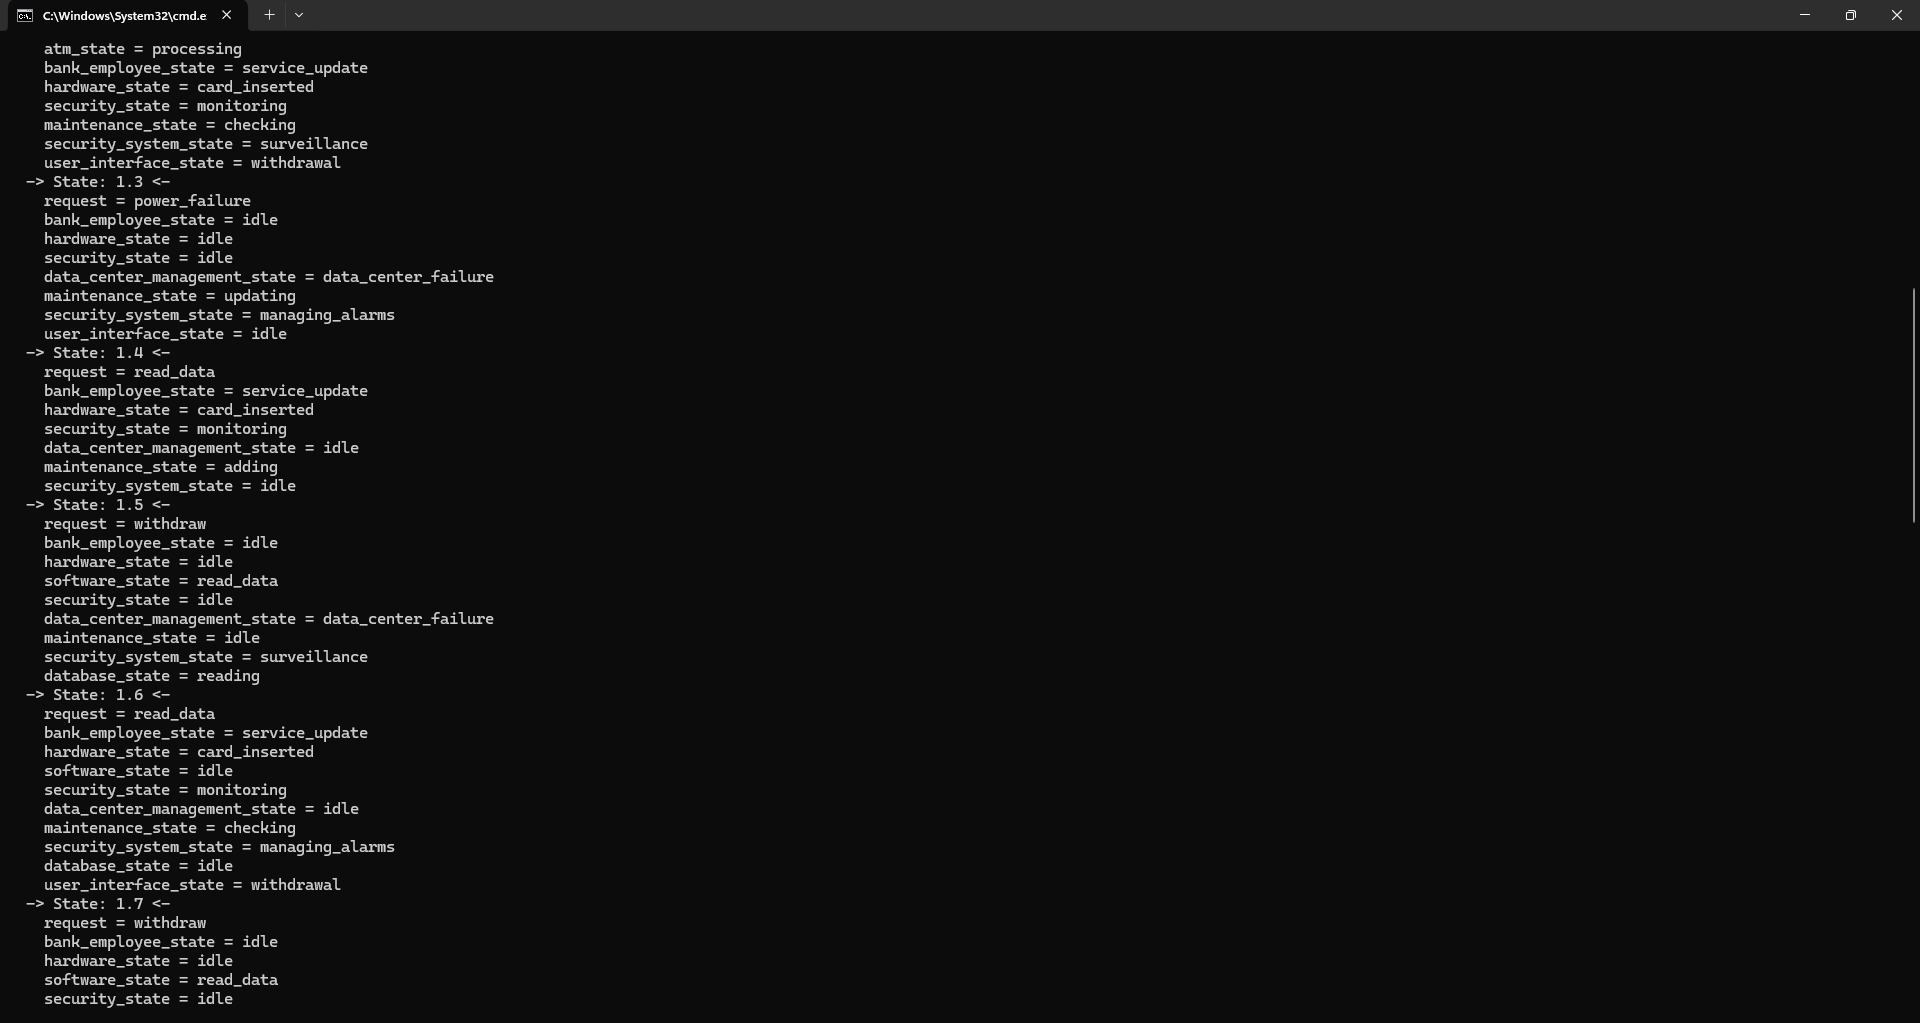 C:\Windows\System32\cmd.e
atm_state = processing
bank_employee_state = service_update
hardware_state = card_inserted
security_state = monitoring
maintenance_state = checking
security_system_state = surveillance
user_interface_state = withdrawal
-> State: 1.3 <-
request = power_failure
bank_employee_state = idle
hardware_state = idle
security_state = idle
data_center_management_state = data_center_failure
maintenance_state = updating
security_system_state = managing_alarms
user_interface_state = idle
-> State: 1.4 <-
request = read_data
bank_employee_state = service_update
hardware_state = card_inserted
security_state = monitoring
data_center_management_state = idle
maintenance_state = adding
security_system_state = idle
-> State: 1.5 <-
request = withdraw
bank_employee_state = idle
hardware_state = idle
software_state = read_data
security_state = idle
data_center_management_state = data_center_failure
maintenance_state = idle
security_system_state = surveillance
database_state = reading
-> State: 1.6 <-
request = read_data
bank_employee_state = service_update
hardware_state = card_inserted
software_state = idle
security_state = monitoring
data_center_management_state = idle
maintenance_state = checking
security_system_state = managing_alarms
database_state = idle
user_interface_state = withdrawal
-> State: 1.7 <-
request = withdraw
bank_employee_state = idle
hardware_state = idle
software_state = read_data
security_state = idle